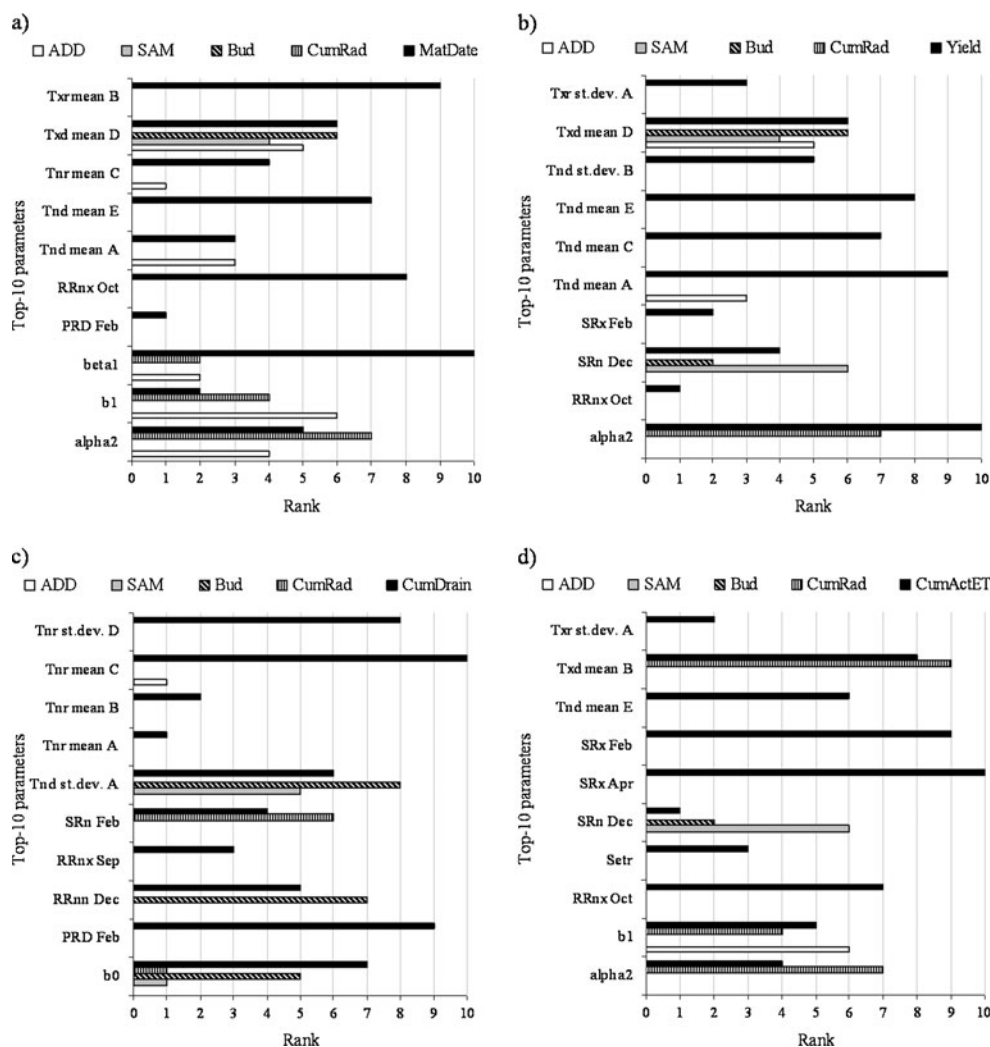 a)
ADD SAM Bud CumRad MatDate
Top-10 parameters
Txr mean B
Txd mean D
Tnr mean C
Tnd mean E
Tnd mean A
RRnx Oct
PRD Feb
beta1
b1
alpha2
0 1 2 3 4 5 6 7 8 9 10
Rank
b)
ADD SAM Bud CumRad Yield
Top-10 parameters
Txr st.dev. A
Txd mean D
Tnd st.dev. B
Tnd mean E
Tnd mean C
Tnd mean A
SRx Feb
SRn Dec
RRnx Oct
alpha2
0 1 2 3 4 5 6 7 8 9 10
Rank
c)
ADD SAM Bud CumRad CumDrain
Top-10 parameters
Tnr st.dev. D
Tnr mean C
Tnr mean B
Tnr mean A
Tnd st.dev. A
SRn Feb
RRnx Sep
RRnn Dec
PRD Feb
b0
0 1 2 3 4 5 6 7 8 9 10
Rank
d)
ADD SAM Bud CumRad CumActET
Top-10 parameters
Txr st.dev. A
Txd mean B
Tnd mean E
SRx Feb
SRx Apr
SRn Dec
Setr
RRnx Oct
b1
alpha2
0 1 2 3 4 5 6 7 8 9 10
Rank